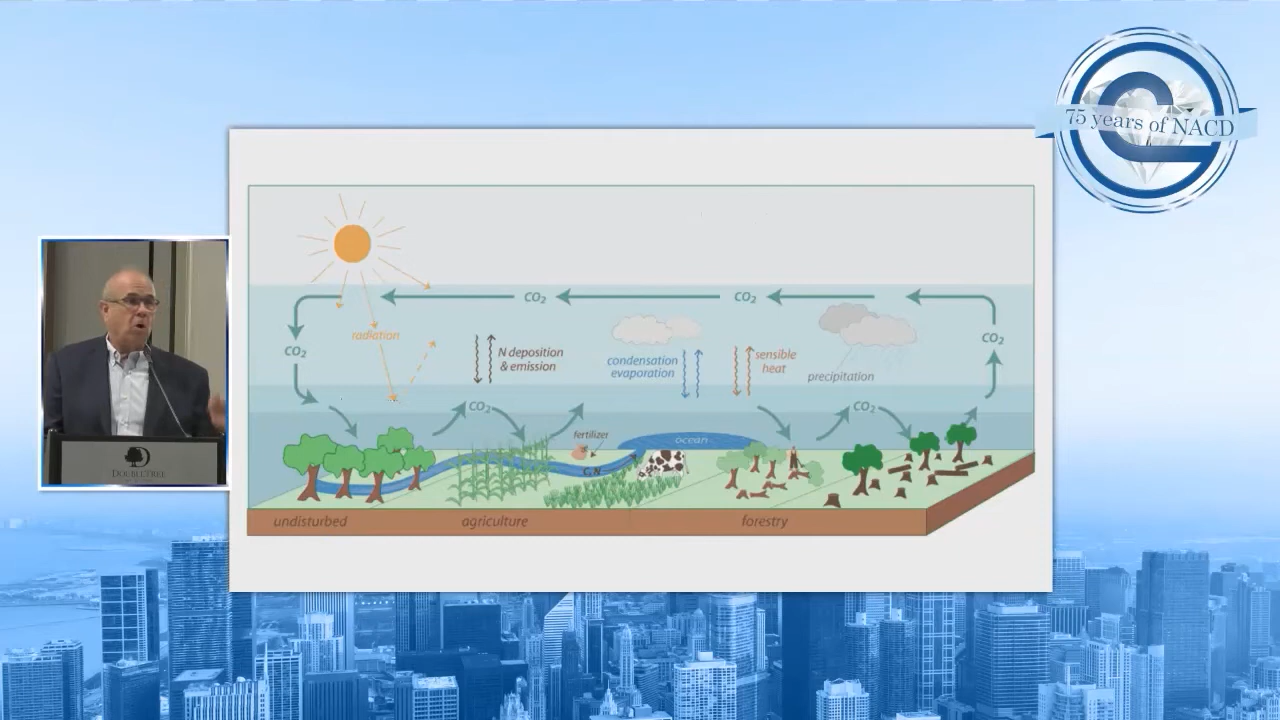 75 years of NACD
CO₂
CO₂
CO₂
CO₂
radiation
N deposition
& emission
condensation
evaporation
sensible
heat
precipitation
CO₂
CO₂
fertilizer
ocean
C, N
undisturbed
agriculture
forestry
DOUBLETREE